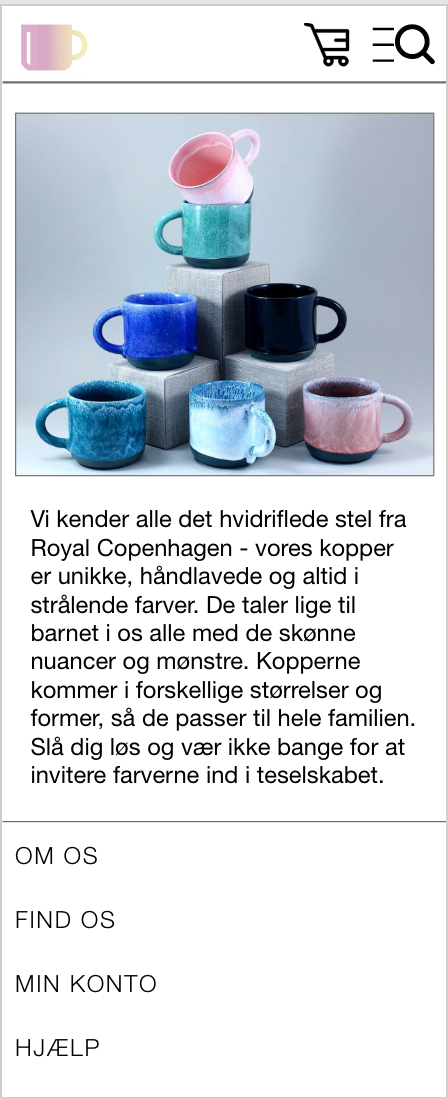 Vi kender alle det hvidriflede stel fra
Royal Copenhagen - vores kopper
er unikke, håndlavede og altid i
strålende farver. De taler lige til
barnet i os alle med de skønne
nuancer og mønstre. Kopperne
kommer i forskellige størrelser og
former, så de passer til hele familien.
Slå dig løs og vær ikke bange for at
invitere farverne ind i teselskabet.
OM OS
FIND OS
MIN KONTO
HJÆLP